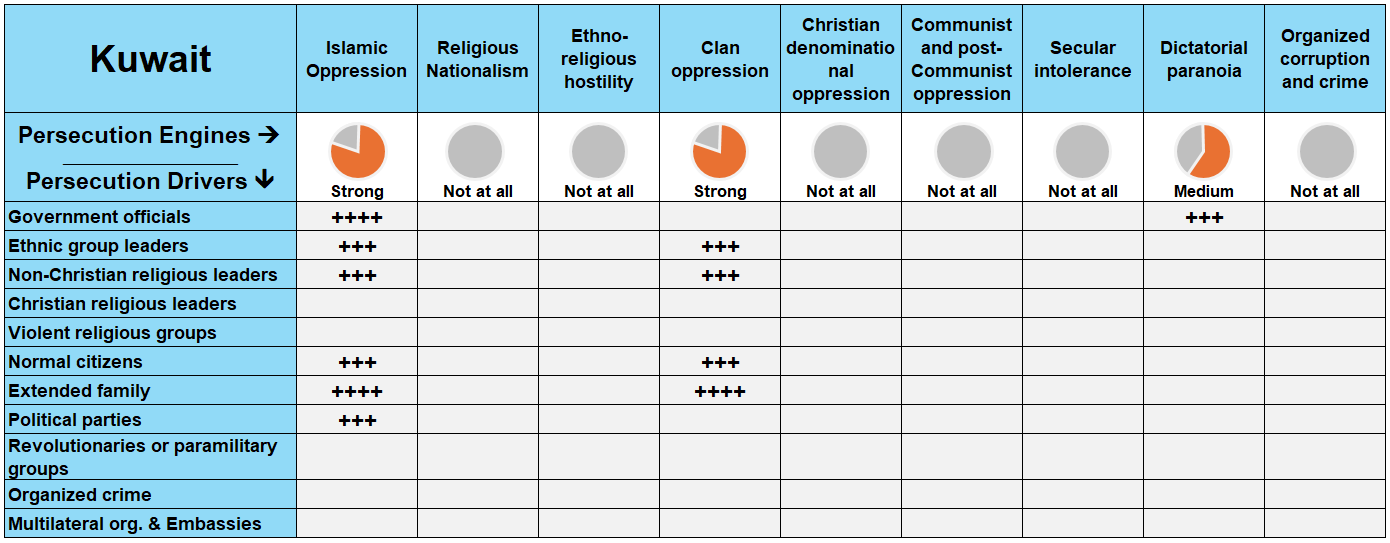 Kuwait
Islamic
Oppression
Religious
Nationalism
Ethno-
religious
hostility
Clan
oppression
Christian
denominatio
nal
oppression
Communist
and post-
Communist
oppression
Secular
intolerance
Dictatorial
paranoia
Organized
corruption
and crime
Persecution Engines →
Persecution Drivers ↓
Strong
Not at all
Not at all
Strong
Not at all
Not at all
Not at all
Medium
Not at all
Government officials ++++ +++
Ethnic group leaders +++ +++
Non-Christian religious leaders +++ +++
Christian religious leaders
Violent religious groups
Normal citizens +++ +++
Extended family ++++ ++++
Political parties +++
Revolutionaries or paramilitary
groups
Organized crime
Multilateral org. & Embassies